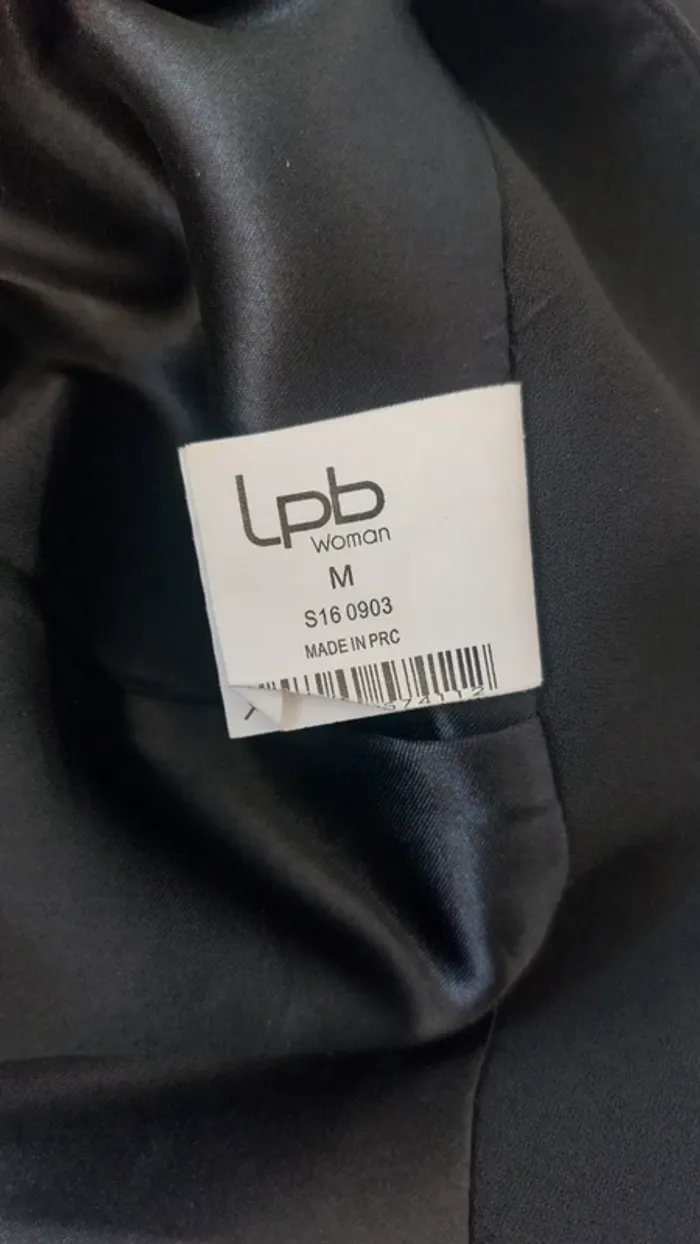 Lpb
Woman
M
S16 0903
MADE IN PRC